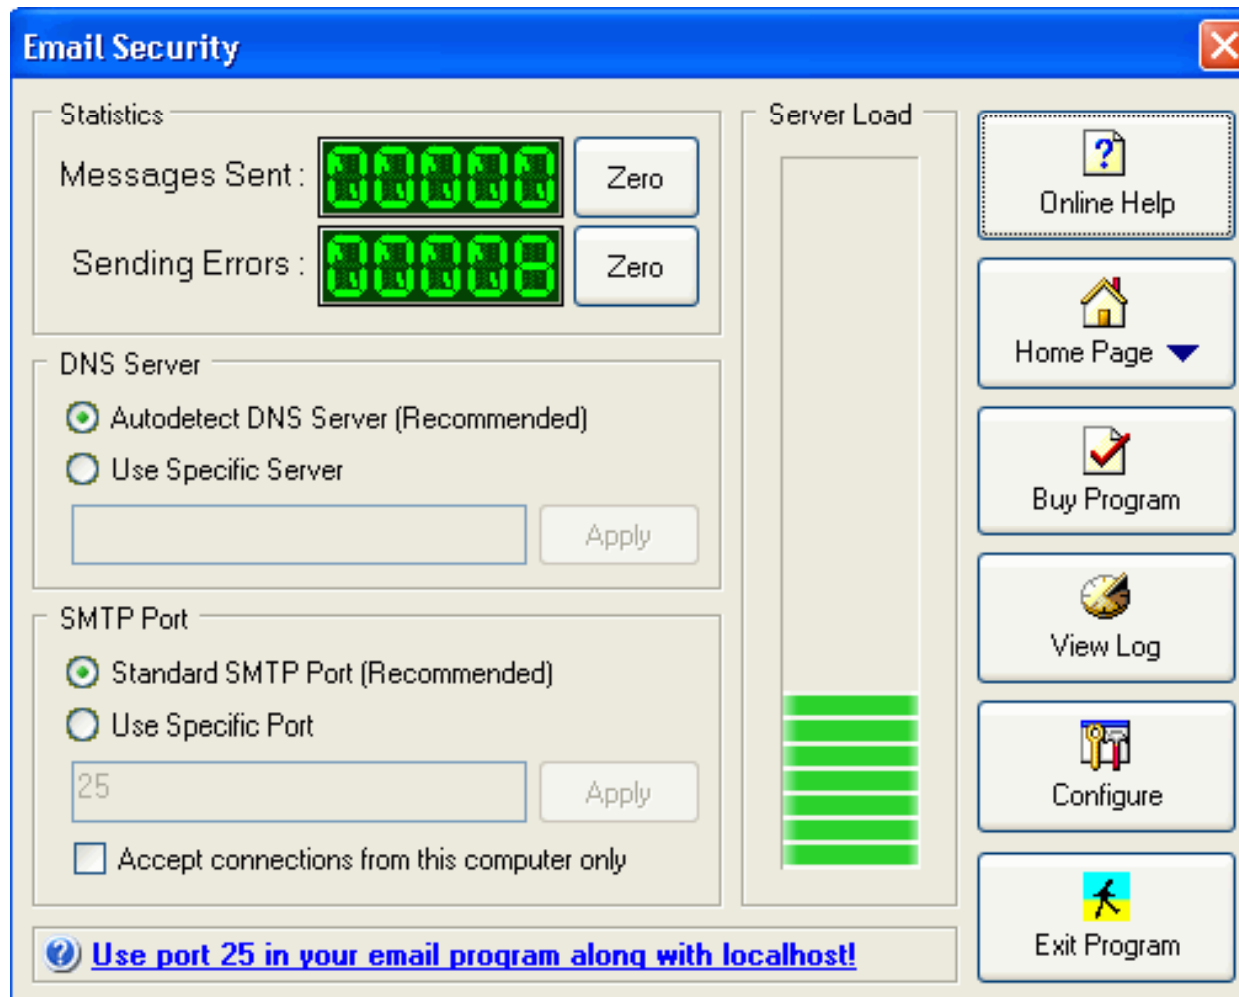 Email Security
Statistics
Messages Sent :
Zero
Sending Errors :
Zero
DNS Server
Autodetect DNS Server (Recommended)
Use Specific Server
Apply
SMTP Port
Standard SMTP Port (Recommended)
Use Specific Port
25
Apply
Accept connections from this computer only
Use port 25 in your email program along with localhost!
Server Load
Online Help
Home Page
Buy Program
View Log
Configure
Exit Program